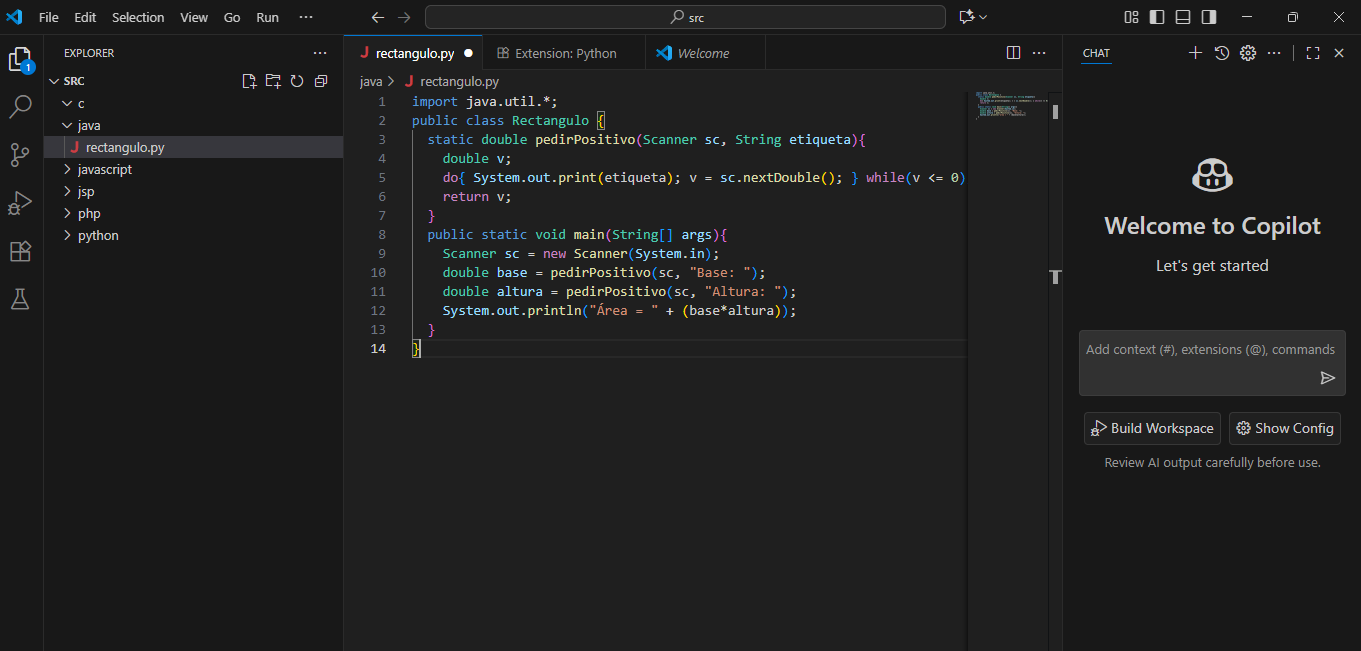 File Edit Selection View Go Run ··· src
EXPLORER ···
SRC
c
java
rectangulo.py
javascript
jsp
php
python
1
rectangulo.py Extension: Python Welcome ···
java > rectangulo.py
1 import java.util.*;
2 public class Rectangulo {
3 static double pedirPositivo(Scanner sc, String etiqueta){
4 double v;
5 do{ System.out.print(etiqueta); v = sc.nextDouble(); } while(v <= 0)
6 return v;
7 }
8 public static void main(String[] args){
9 Scanner sc = new Scanner(System.in);
10 double base = pedirPositivo(sc, "Base: ");
11 double altura = pedirPositivo(sc, "Altura: ");
12 System.out.println("Área = " + (base*altura));
13 }
14 }
CHAT ···
Welcome to Copilot
Let's get started
Add context (#), extensions (@), commands
Build Workspace Show Config
Review AI output carefully before use.